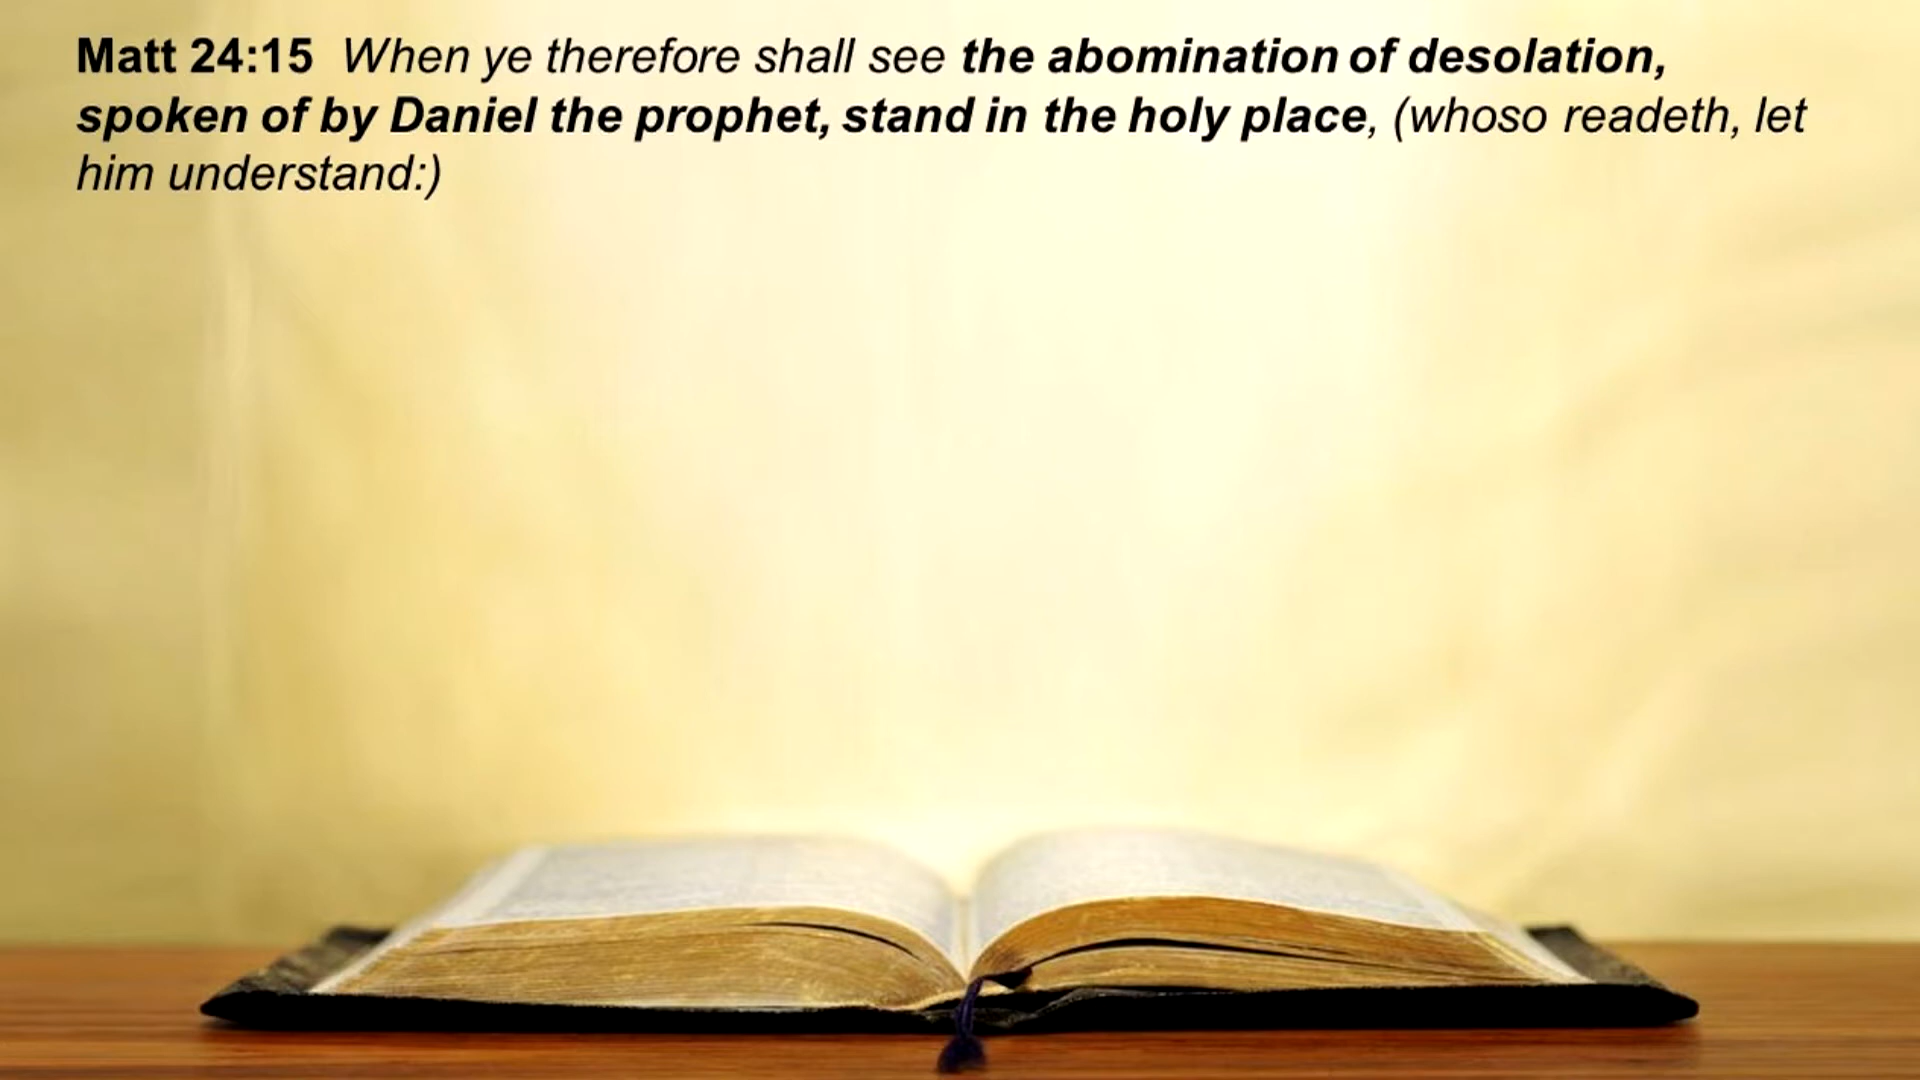 Matt 24:15 When ye therefore shall see the abomination of desolation,
spoken of by Daniel the prophet, stand in the holy place, (whoso readeth, let
him understand:)